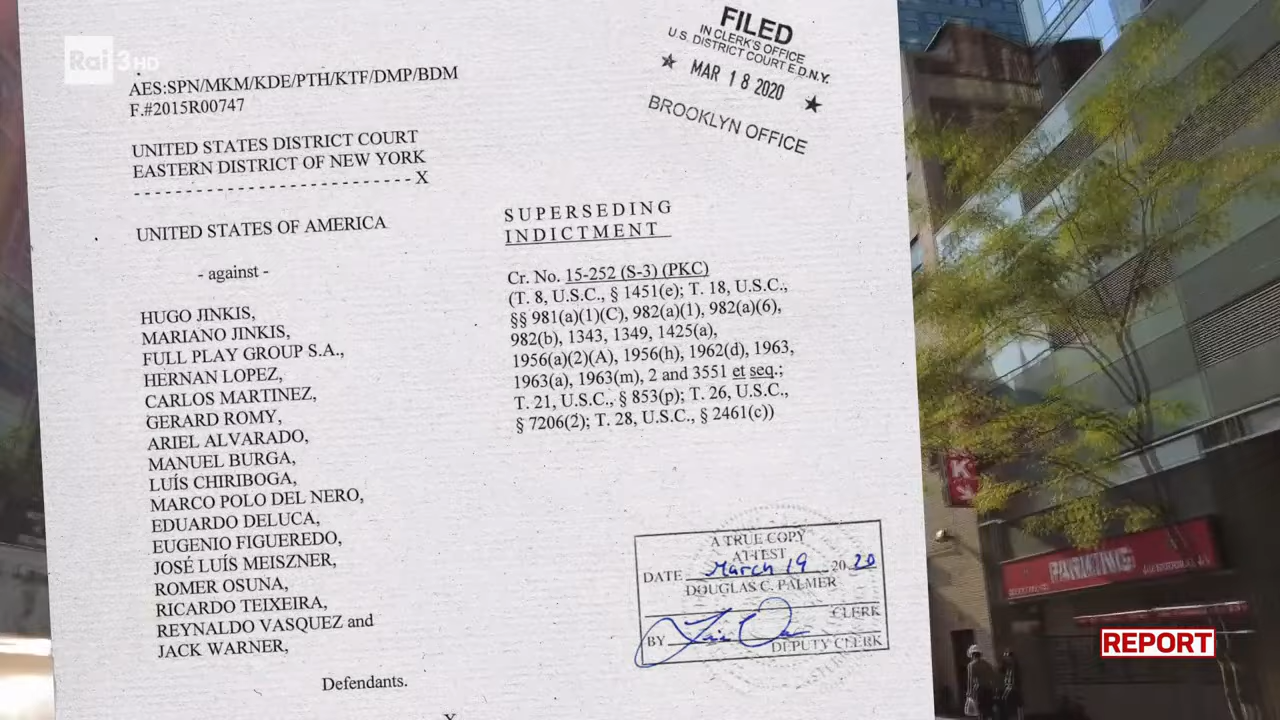 Rai 3HD
AES:SPN/MKM/KDE/PTH/KTF/DMP/BDM
F.#2015R00747
FILED
IN CLERK'S OFFICE
U.S. DISTRICT COURT E.D.N.Y.
★ MAR 18 2020 ★
BROOKLYN OFFICE
UNITED STATES DISTRICT COURT
EASTERN DISTRICT OF NEW YORK
- - - - - - - - - - - - - - - - - - - - - - - - - - - - X
UNITED STATES OF AMERICA
- against -
HUGO JINKIS,
MARIANO JINKIS,
FULL PLAY GROUP S.A.,
HERNAN LOPEZ,
CARLOS MARTINEZ,
GERARD ROMY,
ARIEL ALVARADO,
MANUEL BURGA,
LUÍS CHIRIBOGA,
MARCO POLO DEL NERO,
EDUARDO DELUCA,
EUGENIO FIGUEREDO,
JOSÉ LUÍS MEISZNER,
ROMER OSUNA,
RICARDO TEIXEIRA,
REYNALDO VASQUEZ and
JACK WARNER,
Defendants.
X
SUPERSEDING
INDICTMENT
Cr. No. 15-252 (S-3) (PKC)
(T. 8, U.S.C., § 1451(e); T. 18, U.S.C.,
§§ 981(a)(1)(C), 982(a)(1), 982(a)(6),
982(b), 1343, 1349, 1425(a),
1956(a)(2)(A), 1956(h), 1962(d), 1963,
1963(a), 1963(m), 2 and 3551 et seq.;
T. 21, U.S.C., § 853(p); T. 26, U.S.C.,
§ 7206(2); T. 28, U.S.C., § 2461(c))
A TRUE COPY
ATTEST
DATE March 19 20 20
DOUGLAS C. PALMER
CLERK
BY
DEPUTY CLERK
K
PARKING
REPORT